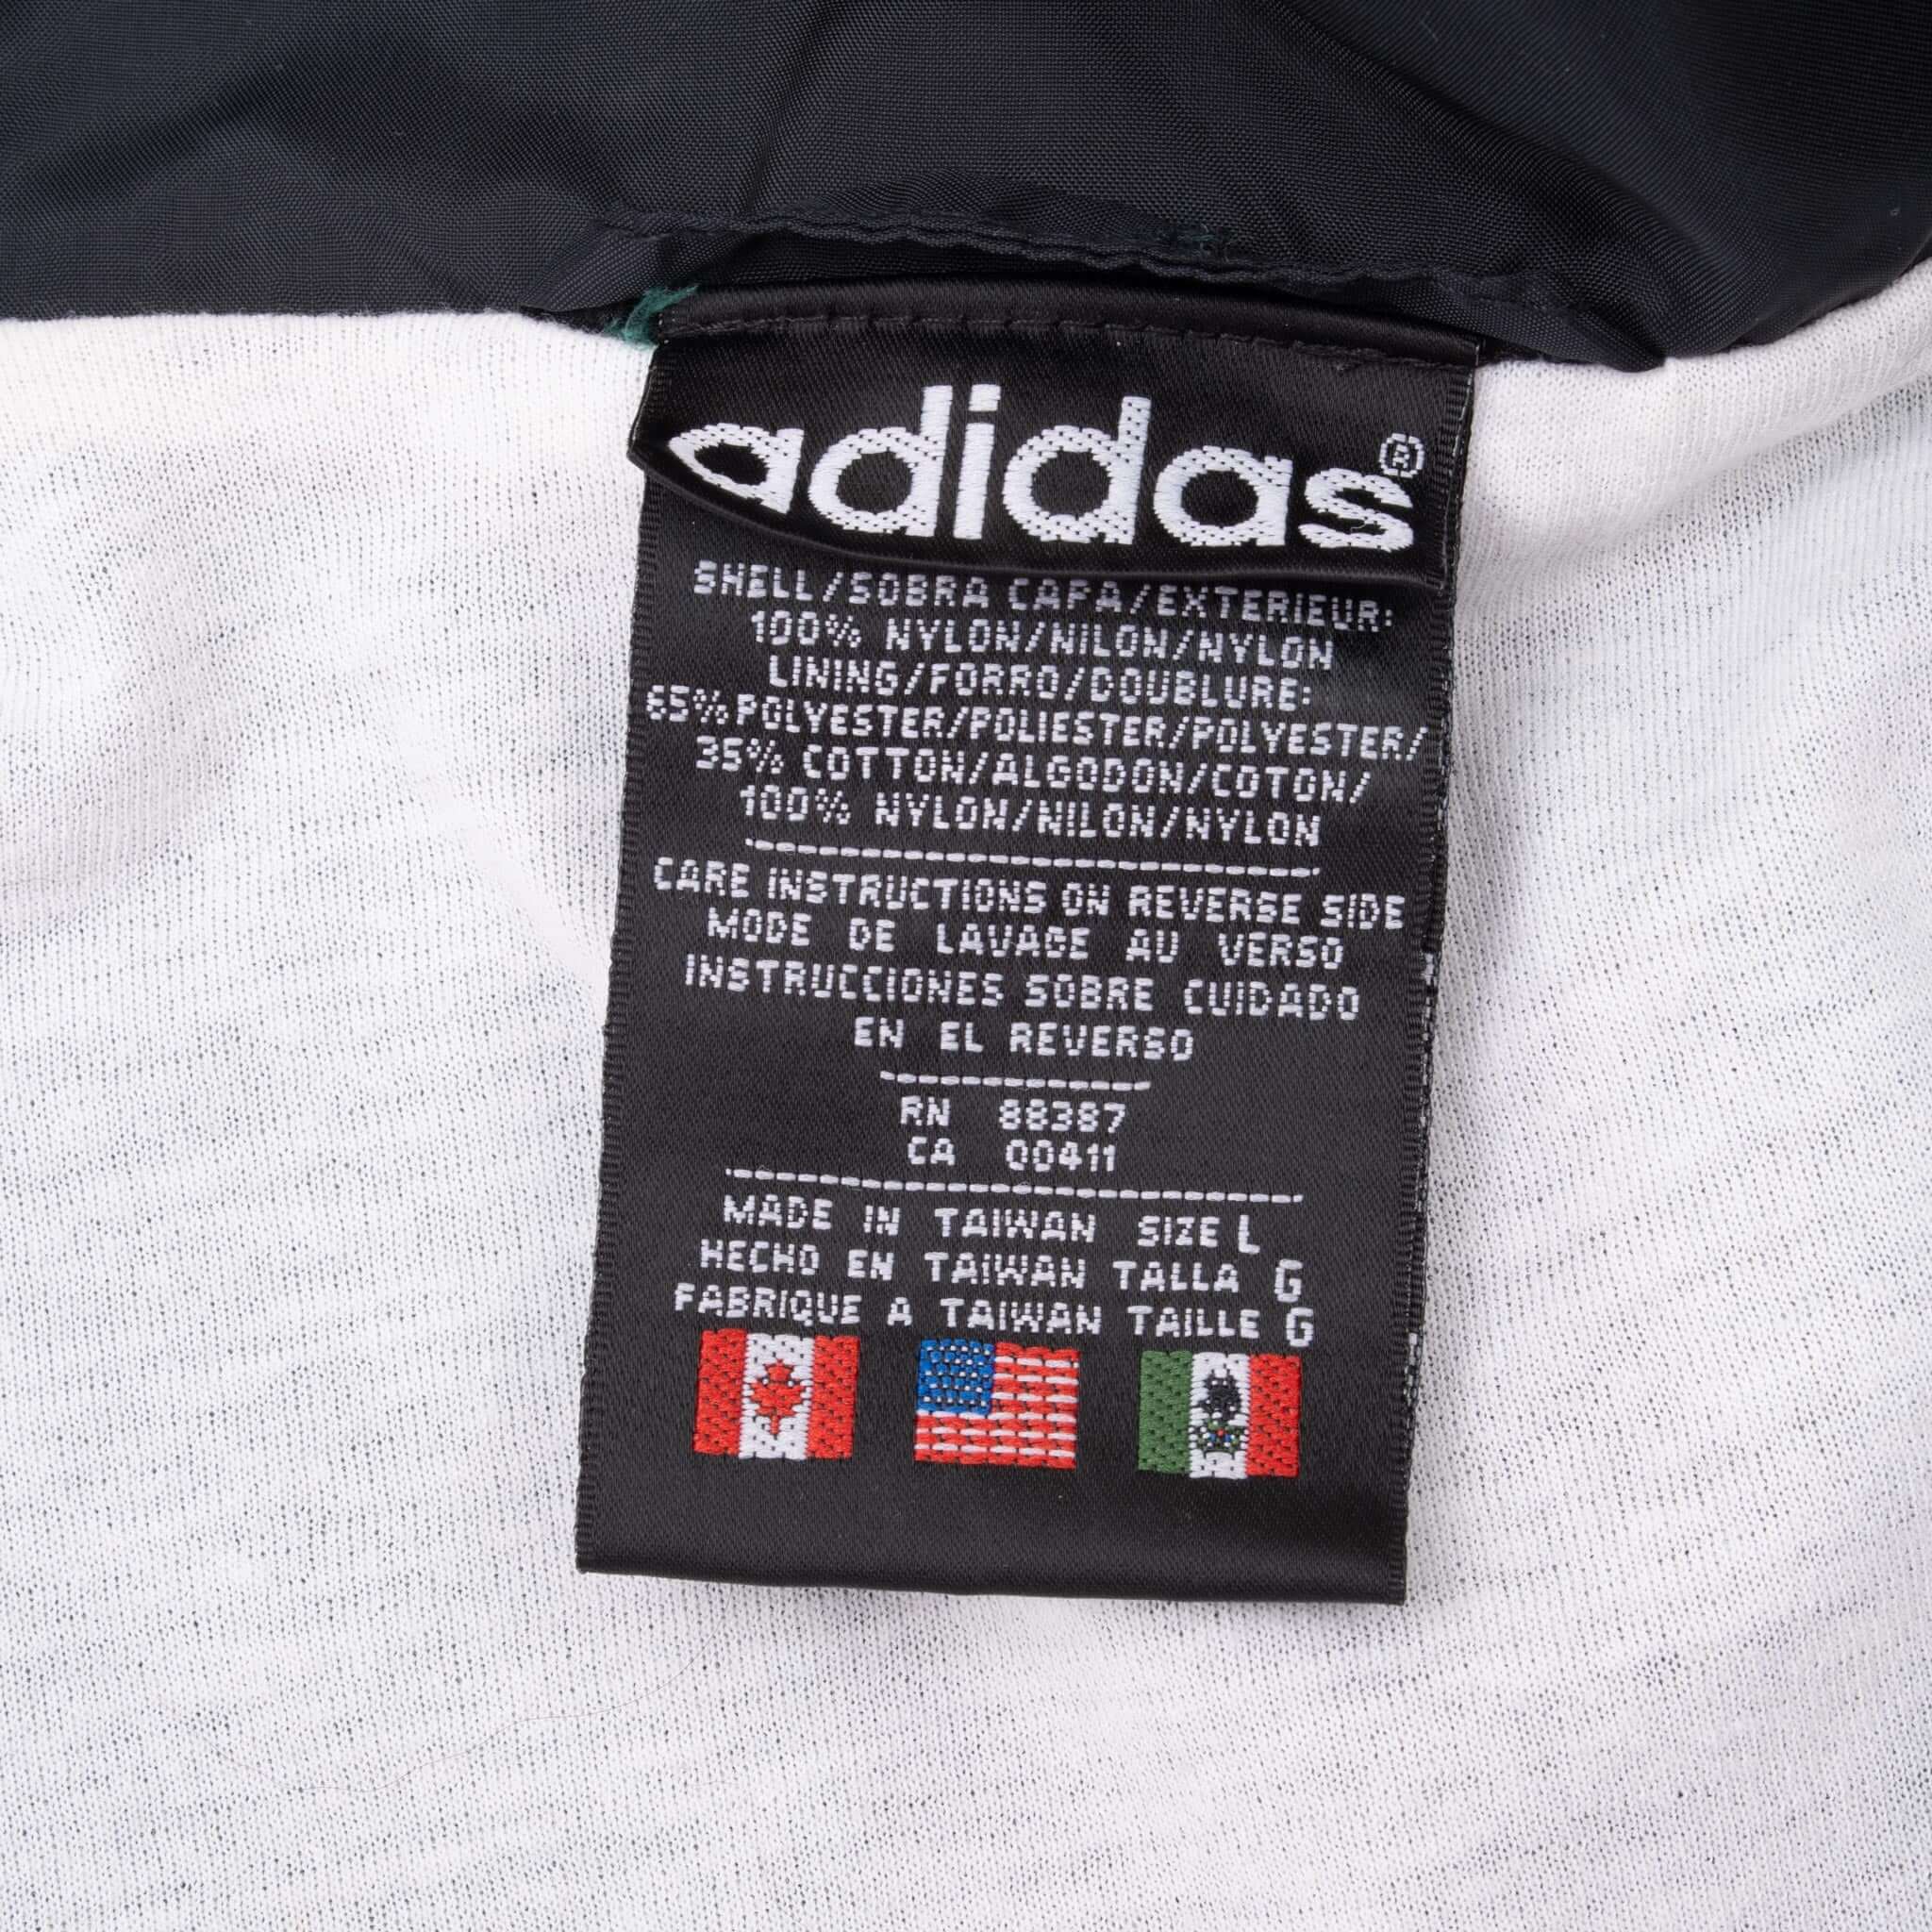 adidas®
SHELL/SOBRA CAPA/EXTERIEUR:
100% NYLON/NILON/NYLON
LINING/FORRO/DOUBLURE:
65% POLYESTER/POLIESTER/POLYESTER/
35% COTTON/ALGODON/COTON/
100% NYLON/NILON/NYLON
CARE INSTRUCTIONS ON REVERSE SIDE
MODE DE LAVAGE AU VERSO
INSTRUCCIONES SOBRE CUIDADO
EN EL REVERSO
RN 88387
CA 00411
MADE IN TAIWAN SIZE L
HECHO EN TAIWAN TALLA G
FABRIQUE A TAIWAN TAILLE G